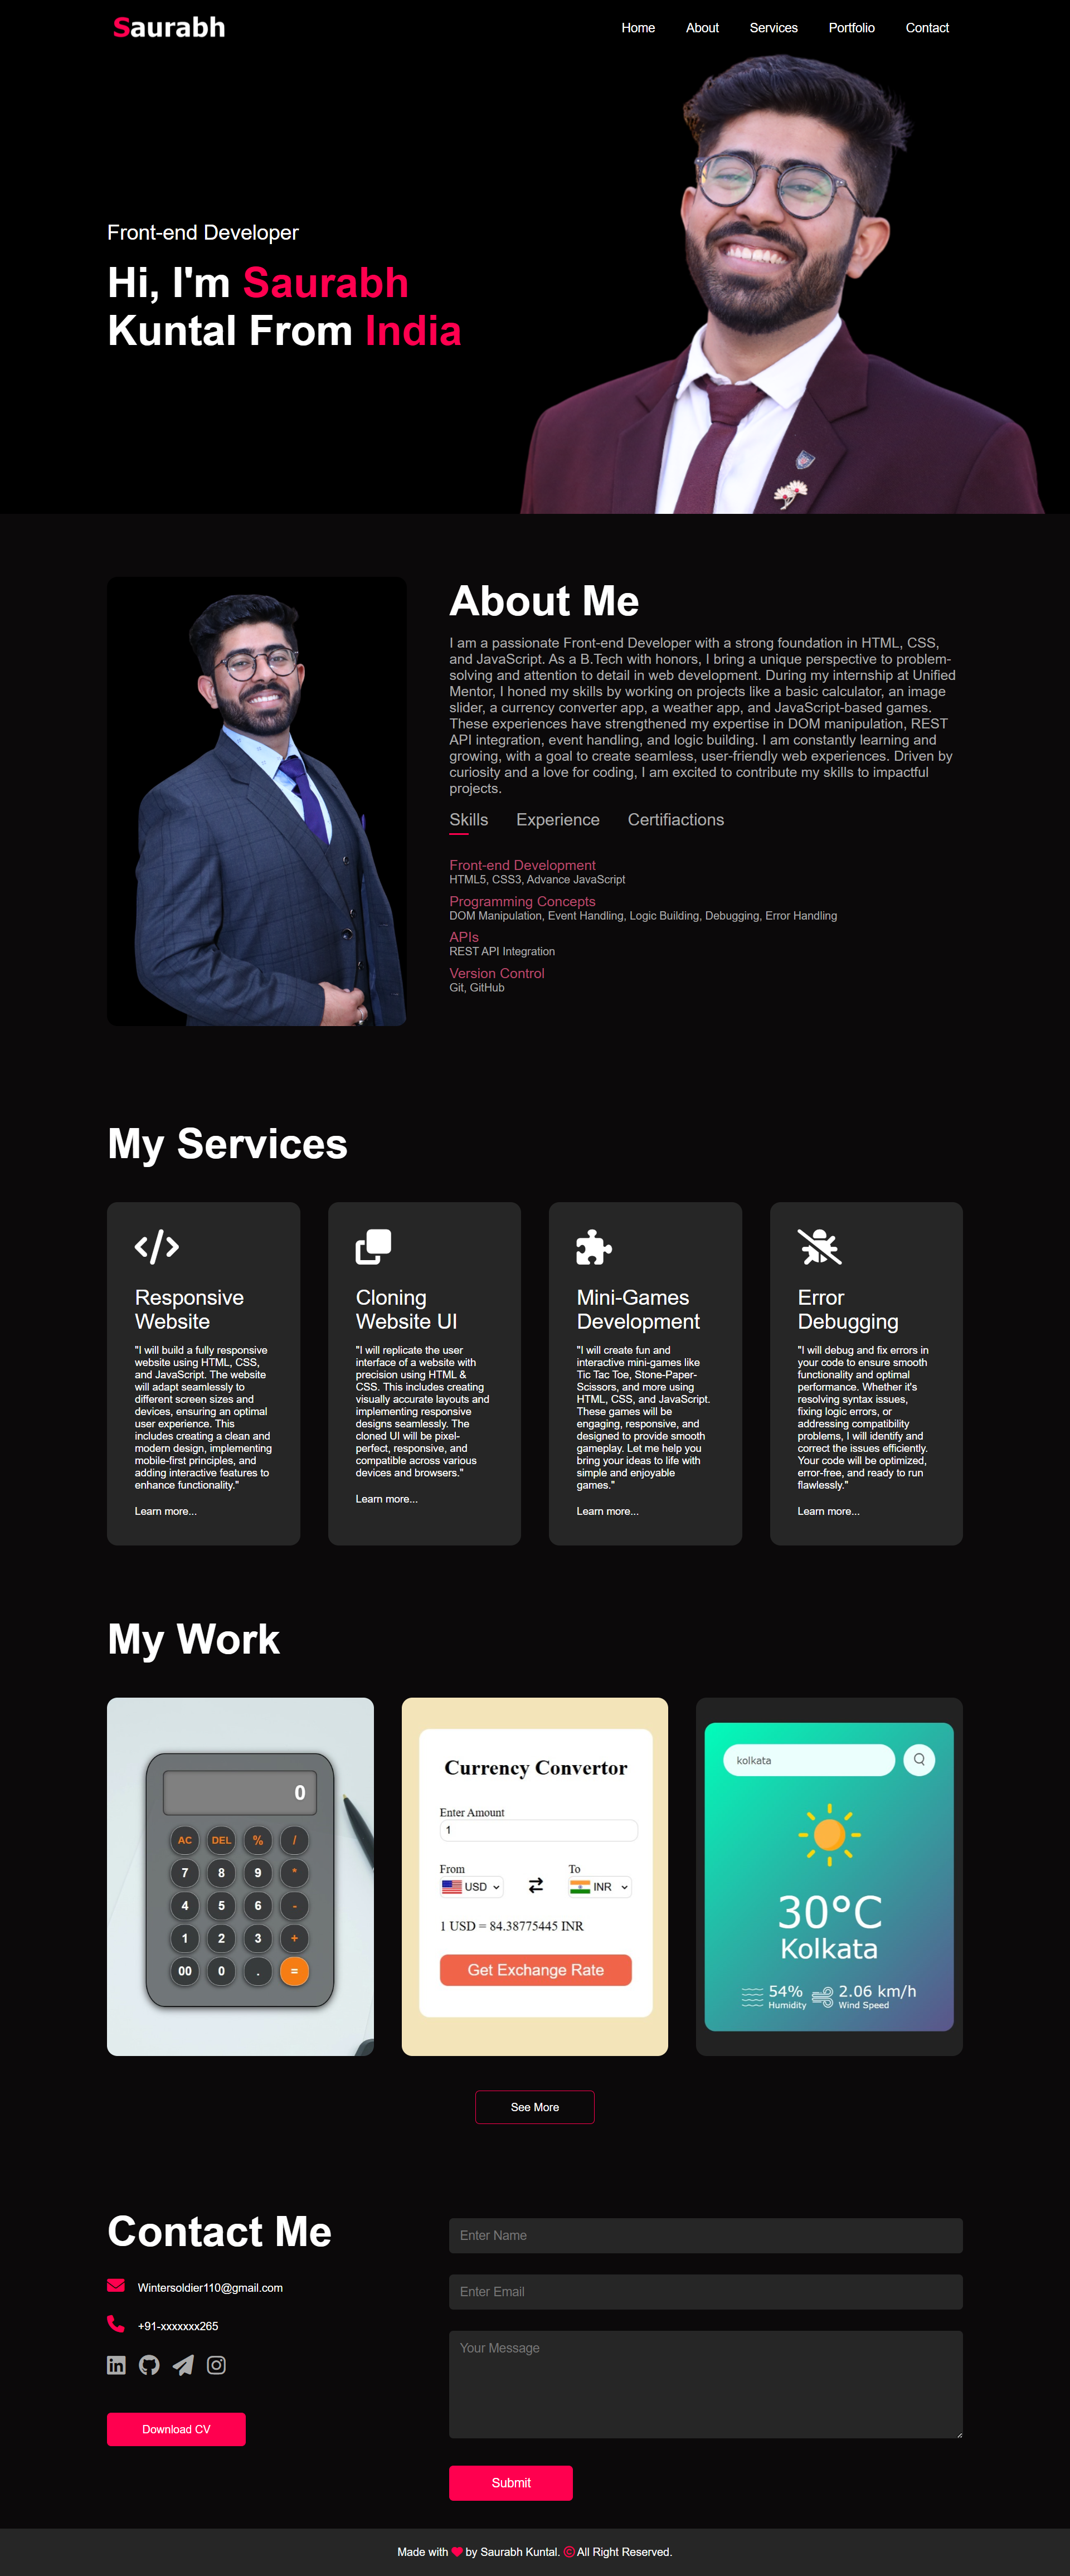 Saurabh
Home About Services Portfolio Contact
Front-end Developer
Hi, I'm Saurabh
Kuntal From India
About Me
I am a passionate Front-end Developer with a strong foundation in HTML, CSS,
and JavaScript. As a B.Tech with honors, I bring a unique perspective to problem-
solving and attention to detail in web development. During my internship at Unified
Mentor, I honed my skills by working on projects like a basic calculator, an image
slider, a currency converter app, a weather app, and JavaScript-based games.
These experiences have strengthened my expertise in DOM manipulation, REST
API integration, event handling, and logic building. I am constantly learning and
growing, with a goal to create seamless, user-friendly web experiences. Driven by
curiosity and a love for coding, I am excited to contribute my skills to impactful
projects.
Skills Experience Certifiactions
Front-end Development
HTML5, CSS3, Advance JavaScript
Programming Concepts
DOM Manipulation, Event Handling, Logic Building, Debugging, Error Handling
APIs
REST API Integration
Version Control
Git, GitHub
My Services
Responsive
Website
"I will build a fully responsive
website using HTML, CSS,
and JavaScript. The website
will adapt seamlessly to
different screen sizes and
devices, ensuring an optimal
user experience. This
includes creating a clean and
modern design, implementing
mobile-first principles, and
adding interactive features to
enhance functionality."
Learn more...
Cloning
Website UI
"I will replicate the user
interface of a website with
precision using HTML &
CSS. This includes creating
visually accurate layouts and
implementing responsive
designs seamlessly. The
cloned UI will be pixel-
perfect, responsive, and
compatible across various
devices and browsers."
Learn more...
Mini-Games
Development
"I will create fun and
interactive mini-games like
Tic Tac Toe, Stone-Paper-
Scissors, and more using
HTML, CSS, and JavaScript.
These games will be
engaging, responsive, and
designed to provide smooth
gameplay. Let me help you
bring your ideas to life with
simple and enjoyable
games."
Learn more...
Error
Debugging
"I will debug and fix errors in
your code to ensure smooth
functionality and optimal
performance. Whether it's
resolving syntax issues,
fixing logic errors, or
addressing compatibility
problems, I will identify and
correct the issues efficiently.
Your code will be optimized,
error-free, and ready to run
flawlessly."
Learn more...
My Work
0
AC DEL % /
7 8 9 *
4 5 6 -
1 2 3 +
00 0 . =
Currency Convertor
Enter Amount
1
From To
USD INR
1 USD = 84.38775445 INR
Get Exchange Rate
kolkata
30°C
Kolkata
54% 2.06 km/h
Humidity Wind Speed
See More
Contact Me
Wintersoldier110@gmail.com
+91-xxxxxxx265
Download CV
Enter Name
Enter Email
Your Message
Submit
Made with ❤ by Saurabh Kuntal. © All Right Reserved.